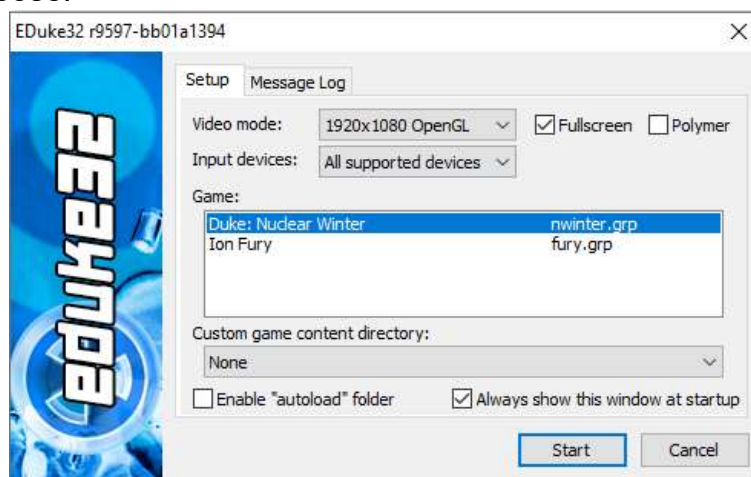 EDuke32 r9597-bb01a1394
Setup Message Log
Video mode: 1920x1080 OpenGL Fullscreen Polymer
Input devices: All supported devices
Game:
Duke: Nuclear Winter nwinter.grp
Ion Fury fury.grp
Custom game content directory:
None
Enable "autoload" folder Always show this window at startup
Start Cancel
eduke32